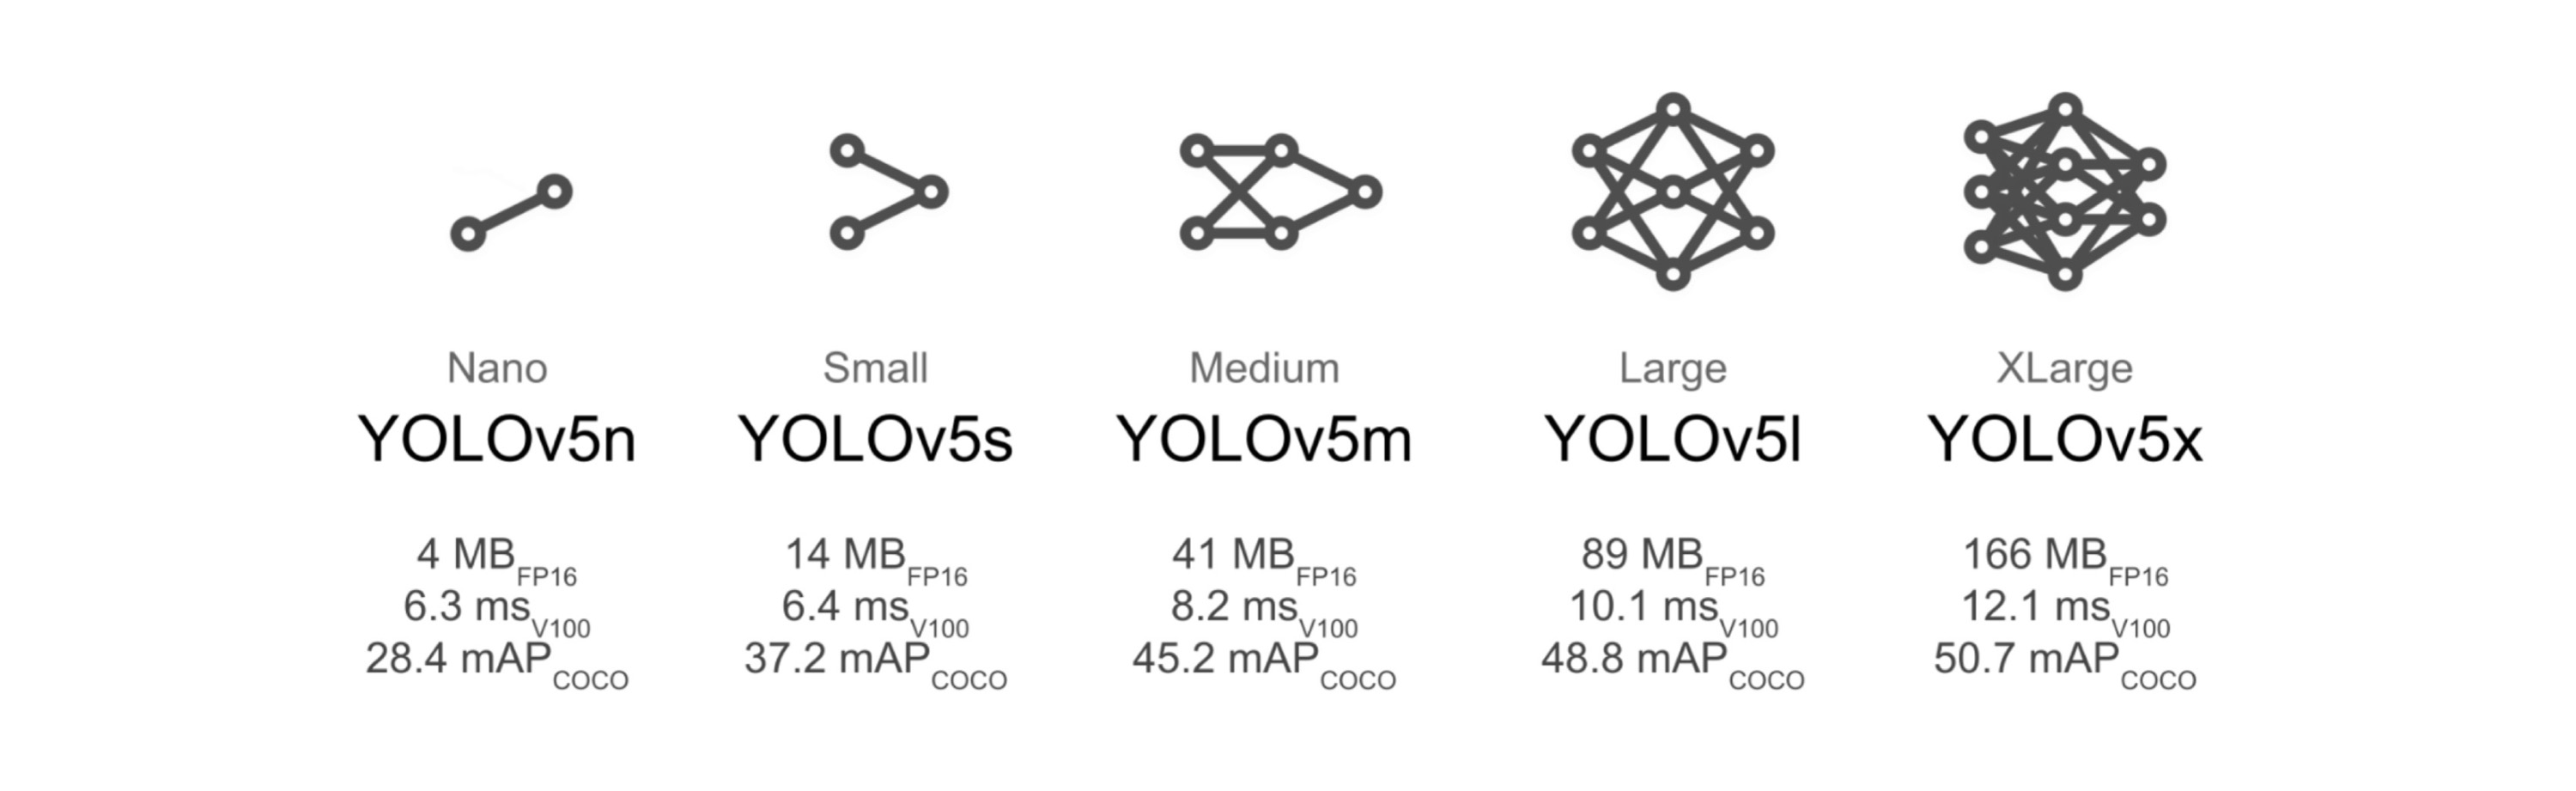 Nano
YOLOv5n
4 MB FP16
6.3 ms V100
28.4 mAP COCO
Small
YOLOv5s
14 MB FP16
6.4 ms V100
37.2 mAP COCO
Medium
YOLOv5m
41 MB FP16
8.2 ms V100
45.2 mAP COCO
Large
YOLOv5l
89 MB FP16
10.1 ms V100
48.8 mAP COCO
XLarge
YOLOv5x
166 MB FP16
12.1 ms V100
50.7 mAP COCO